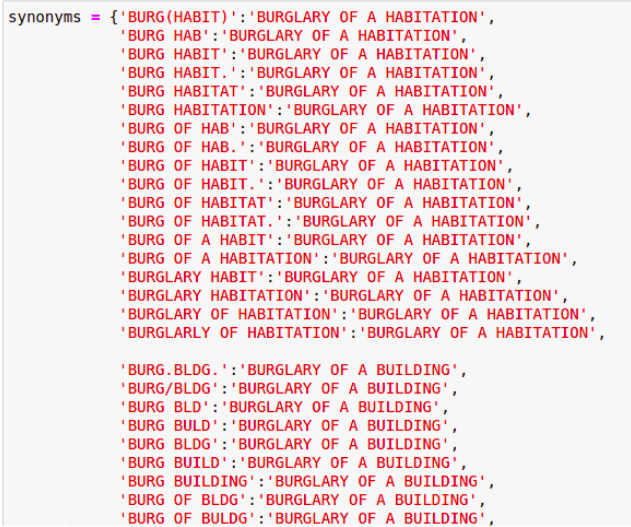 synonyms = {'BURG(HABIT)':'BURGLARY OF A HABITATION',
'BURG HAB':'BURGLARY OF A HABITATION',
'BURG HABIT':'BURGLARY OF A HABITATION',
'BURG HABIT.':'BURGLARY OF A HABITATION',
'BURG HABITAT':'BURGLARY OF A HABITATION',
'BURG HABITATION':'BURGLARY OF A HABITATION',
'BURG OF HAB':'BURGLARY OF A HABITATION',
'BURG OF HAB.':'BURGLARY OF A HABITATION',
'BURG OF HABIT':'BURGLARY OF A HABITATION',
'BURG OF HABIT.':'BURGLARY OF A HABITATION',
'BURG OF HABITAT':'BURGLARY OF A HABITATION',
'BURG OF HABITAT.':'BURGLARY OF A HABITATION',
'BURG OF A HABIT':'BURGLARY OF A HABITATION',
'BURG OF A HABITATION':'BURGLARY OF A HABITATION',
'BURGLARY HABIT':'BURGLARY OF A HABITATION',
'BURGLARY HABITATION':'BURGLARY OF A HABITATION',
'BURGLARY OF HABITATION':'BURGLARY OF A HABITATION',
'BURGLARLY OF HABITATION':'BURGLARY OF A HABITATION',
'BURG.BLDG.':'BURGLARY OF A BUILDING',
'BURG/BLDG':'BURGLARY OF A BUILDING',
'BURG BLD':'BURGLARY OF A BUILDING',
'BURG BULD':'BURGLARY OF A BUILDING',
'BURG BLDG':'BURGLARY OF A BUILDING',
'BURG BUILD':'BURGLARY OF A BUILDING',
'BURG BUILDING':'BURGLARY OF A BUILDING',
'BURG OF BLDG':'BURGLARY OF A BUILDING',
'BURG OF BULDG':'BURGLARY OF A BUILDING',